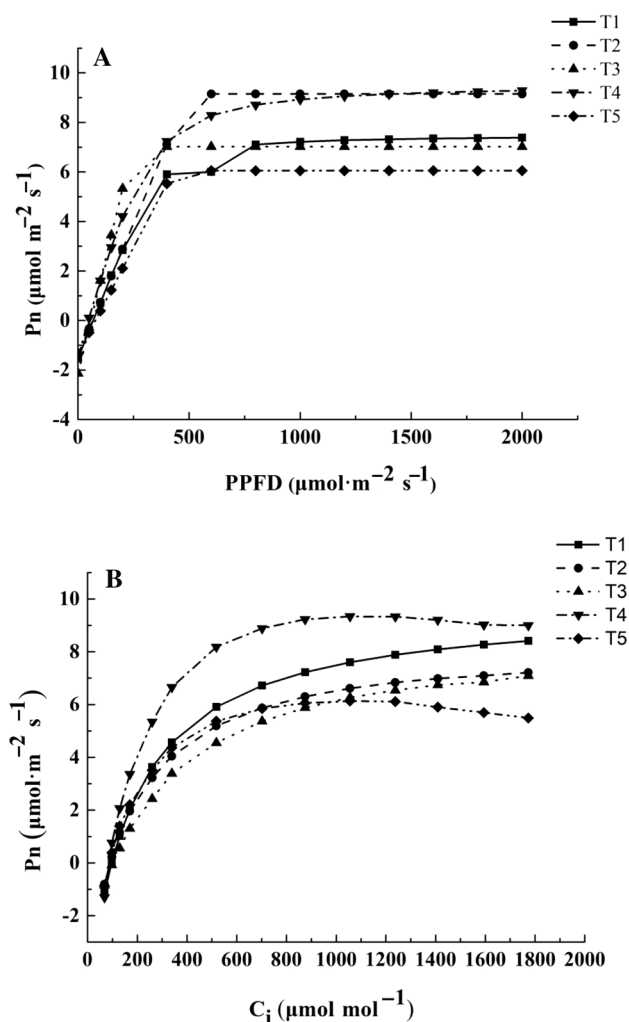 A
T1
T2
T3
T4
T5
10
8
6
4
2
0
-2
-4
Pn (μmol m⁻² s⁻¹)
0 500 1000 1500 2000
PPFD (μmol·m⁻² s⁻¹)
B
T1
T2
T3
T4
T5
10
8
6
4
2
0
-2
Pn (μmol·m⁻² s⁻¹)
0 200 400 600 800 1000 1200 1400 1600 1800 2000
Cᵢ (μmol mol⁻¹)